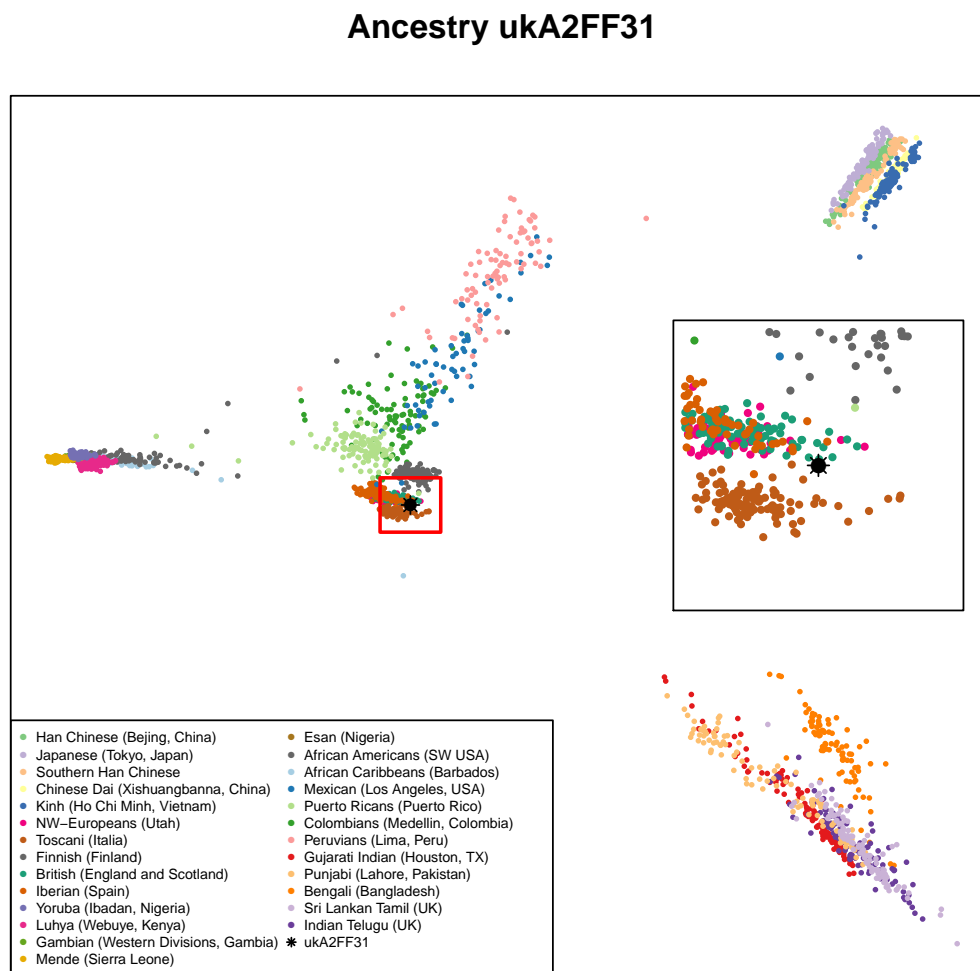 Ancestry ukA2FF31
Han Chinese (Bejing, China)
Japanese (Tokyo, Japan)
Southern Han Chinese
Chinese Dai (Xishuangbanna, China)
Kinh (Ho Chi Minh, Vietnam)
NW−Europeans (Utah)
Toscani (Italia)
Finnish (Finland)
British (England and Scotland)
Iberian (Spain)
Yoruba (Ibadan, Nigeria)
Luhya (Webuye, Kenya)
Gambian (Western Divisions, Gambia)
Mende (Sierra Leone)
Esan (Nigeria)
African Americans (SW USA)
African Caribbeans (Barbados)
Mexican (Los Angeles, USA)
Puerto Ricans (Puerto Rico)
Colombians (Medellin, Colombia)
Peruvians (Lima, Peru)
Gujarati Indian (Houston, TX)
Punjabi (Lahore, Pakistan)
Bengali (Bangladesh)
Sri Lankan Tamil (UK)
Indian Telugu (UK)
ukA2FF31